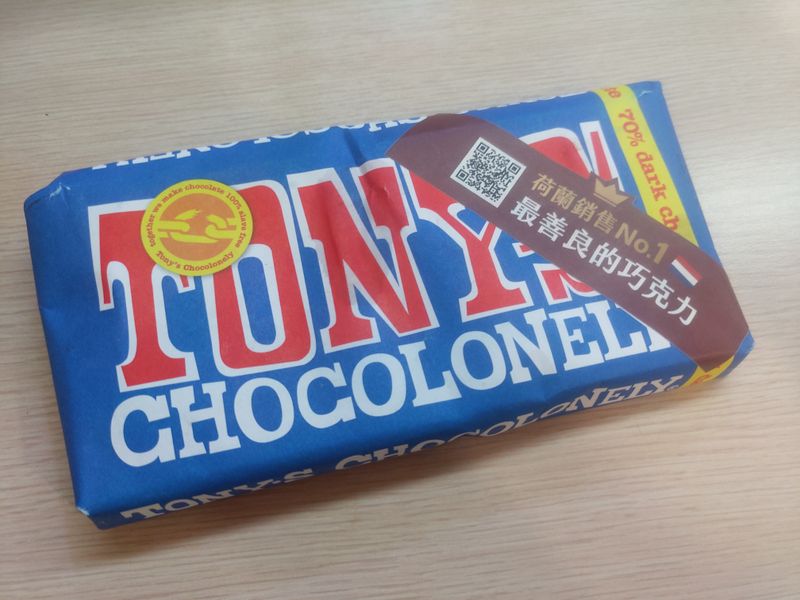 together we make chocolate 100% slave free
Tony's Chocolonely
TONY'S
CHOCOLONELY
70% dark ch
荷蘭銷售No.1
最善良的巧克力
TONY'S CHOCOLONELY